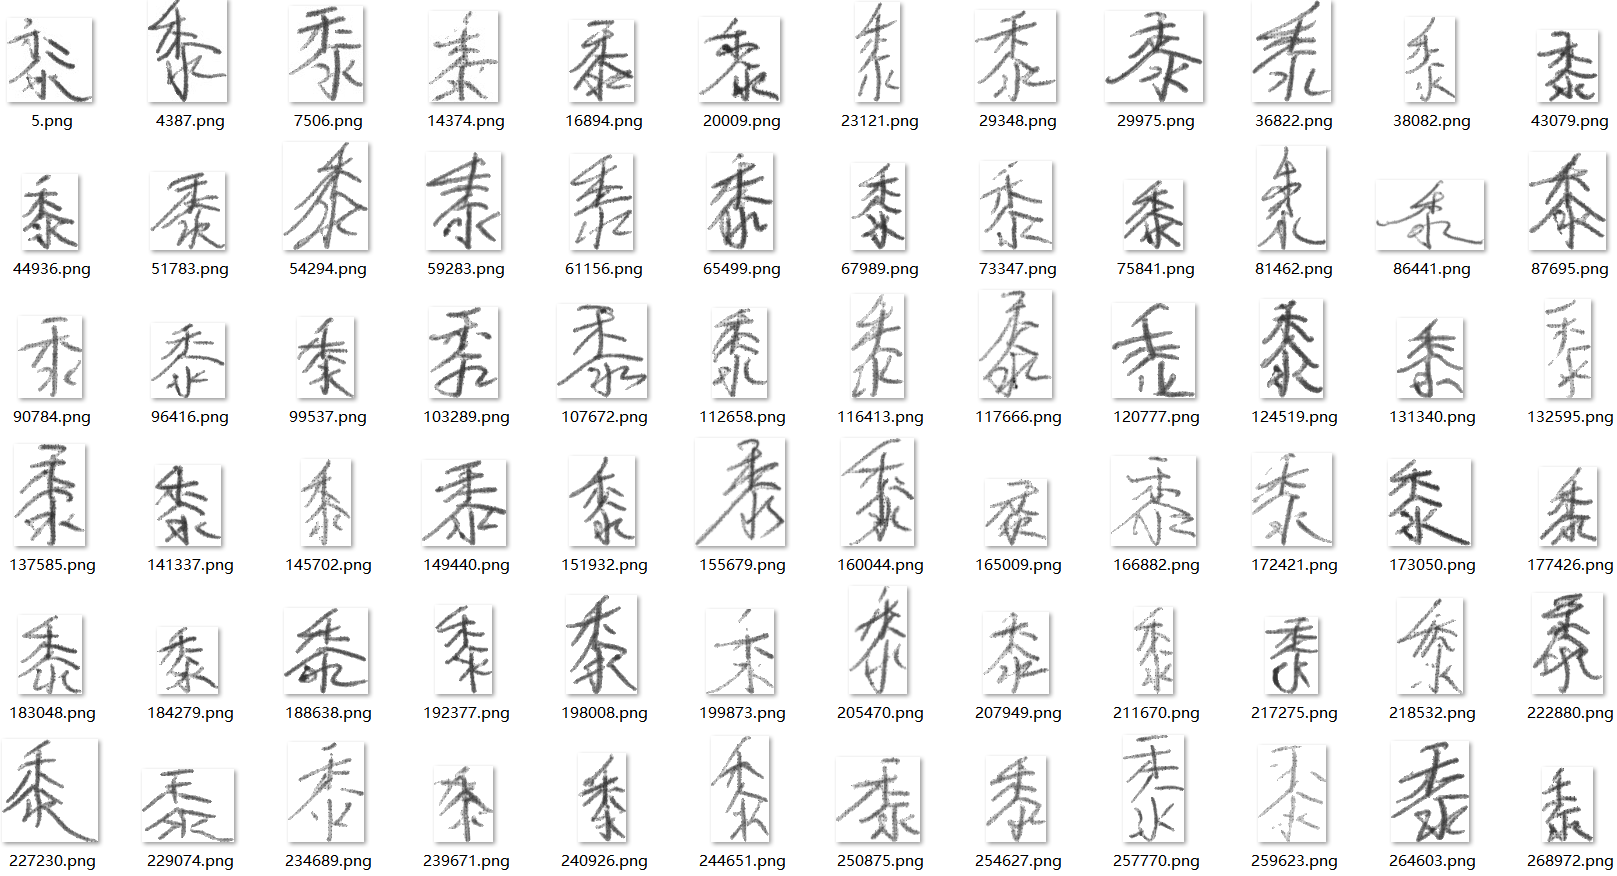 黍 黍 黍 黍 黍 黍 黍 黍 黍 黍 黍 黍
5.png 4387.png 7506.png 14374.png 16894.png 20009.png 23121.png 29348.png 29975.png 36822.png 38082.png 43079.png
黍 黍 黍 黍 黍 黍 黍 黍 黍 黍 黍 黍
44936.png 51783.png 54294.png 59283.png 61156.png 65499.png 67989.png 73347.png 75841.png 81462.png 86441.png 87695.png
黍 黍 黍 黍 黍 黍 黍 黍 黍 黍 黍 黍
90784.png 96416.png 99537.png 103289.png 107672.png 112658.png 116413.png 117666.png 120777.png 124519.png 131340.png 132595.png
黍 黍 黍 黍 黍 黍 黍 黍 黍 黍 黍 黍
137585.png 141337.png 145702.png 149440.png 151932.png 155679.png 160044.png 165009.png 166882.png 172421.png 173050.png 177426.png
黍 黍 黍 黍 黍 黍 黍 黍 黍 黍 黍 黍
183048.png 184279.png 188638.png 192377.png 198008.png 199873.png 205470.png 207949.png 211670.png 217275.png 218532.png 222880.png
黍 黍 黍 黍 黍 黍 黍 黍 黍 黍 黍 黍
227230.png 229074.png 234689.png 239671.png 240926.png 244651.png 250875.png 254627.png 257770.png 259623.png 264603.png 268972.png